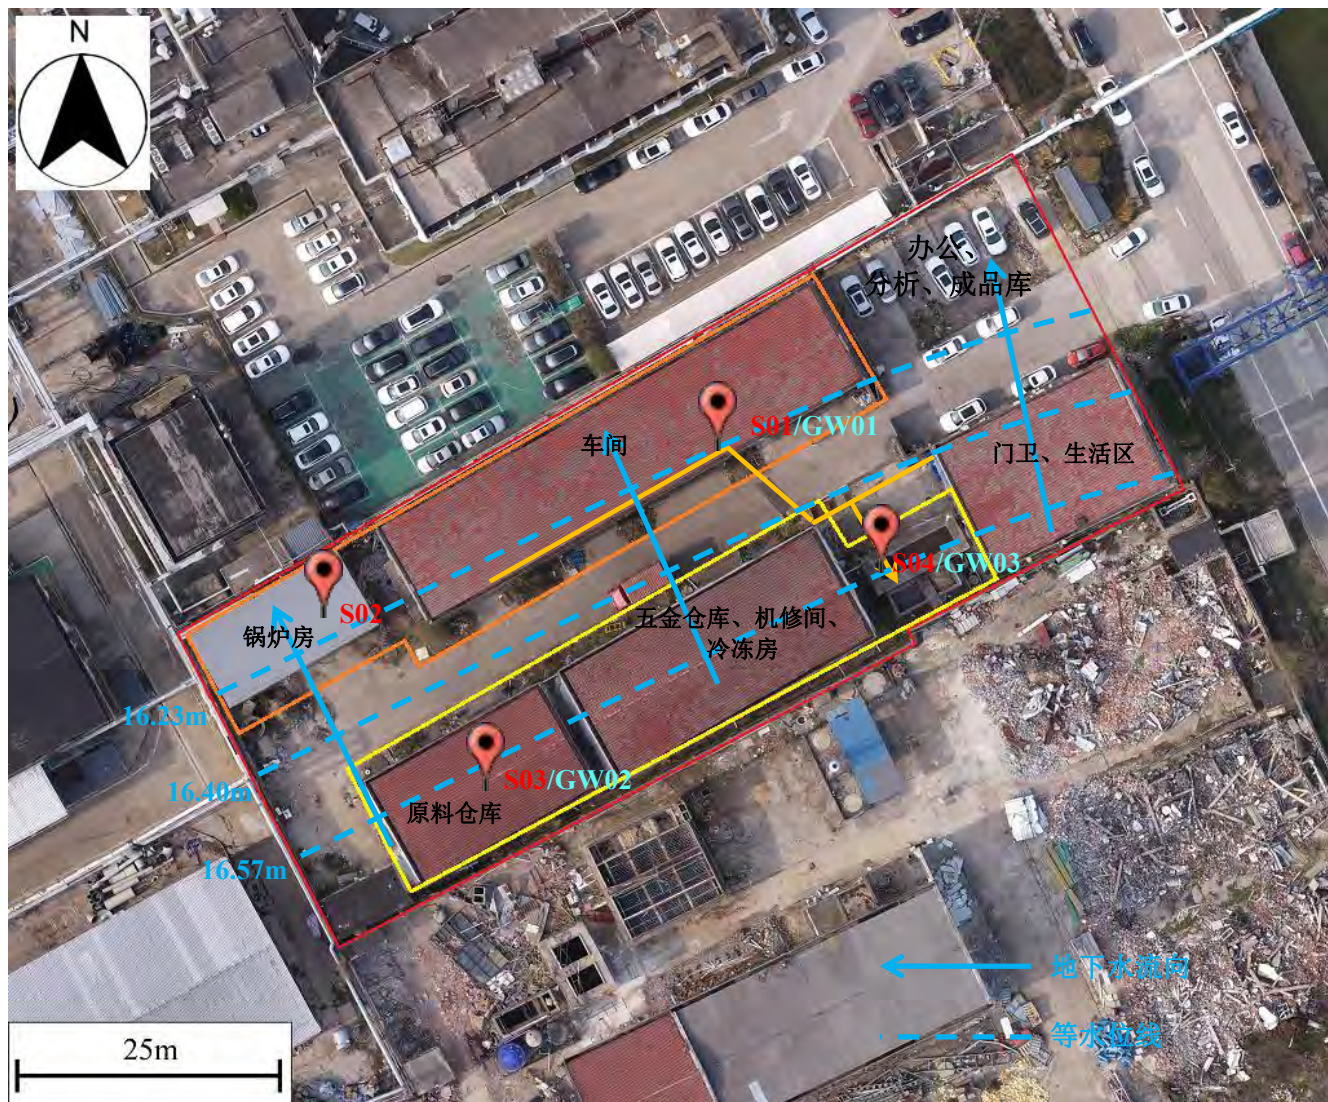 N
办公
分析、成品库
S01/GW01
车间
门卫、生活区
S04/GW03
S02
锅炉房
五金仓库、机修间、
冷冻房
16.23m
16.40m
S03/GW02
原料仓库
16.57m
地下水流向
等水位线
25m